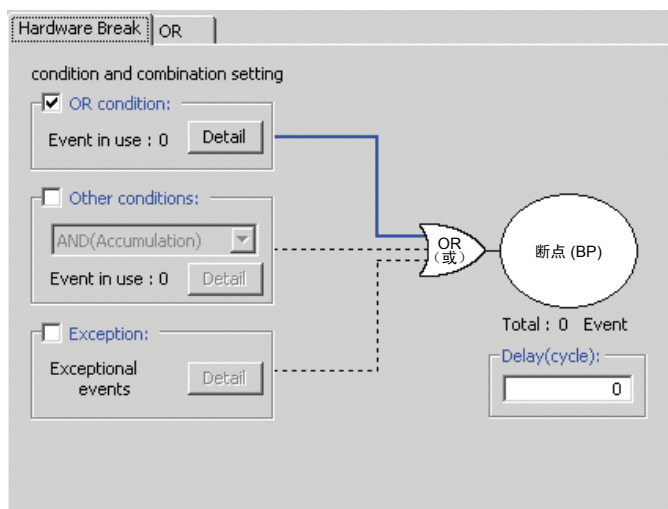 Hardware Break
OR
condition and combination setting
OR condition:
Event in use : 0
Detail
Other conditions:
AND(Accumulation)
Event in use : 0
Detail
Exception:
Exceptional
events
Detail
OR
（或）
断点 (BP)
Total : 0 Event
Delay(cycle):
0